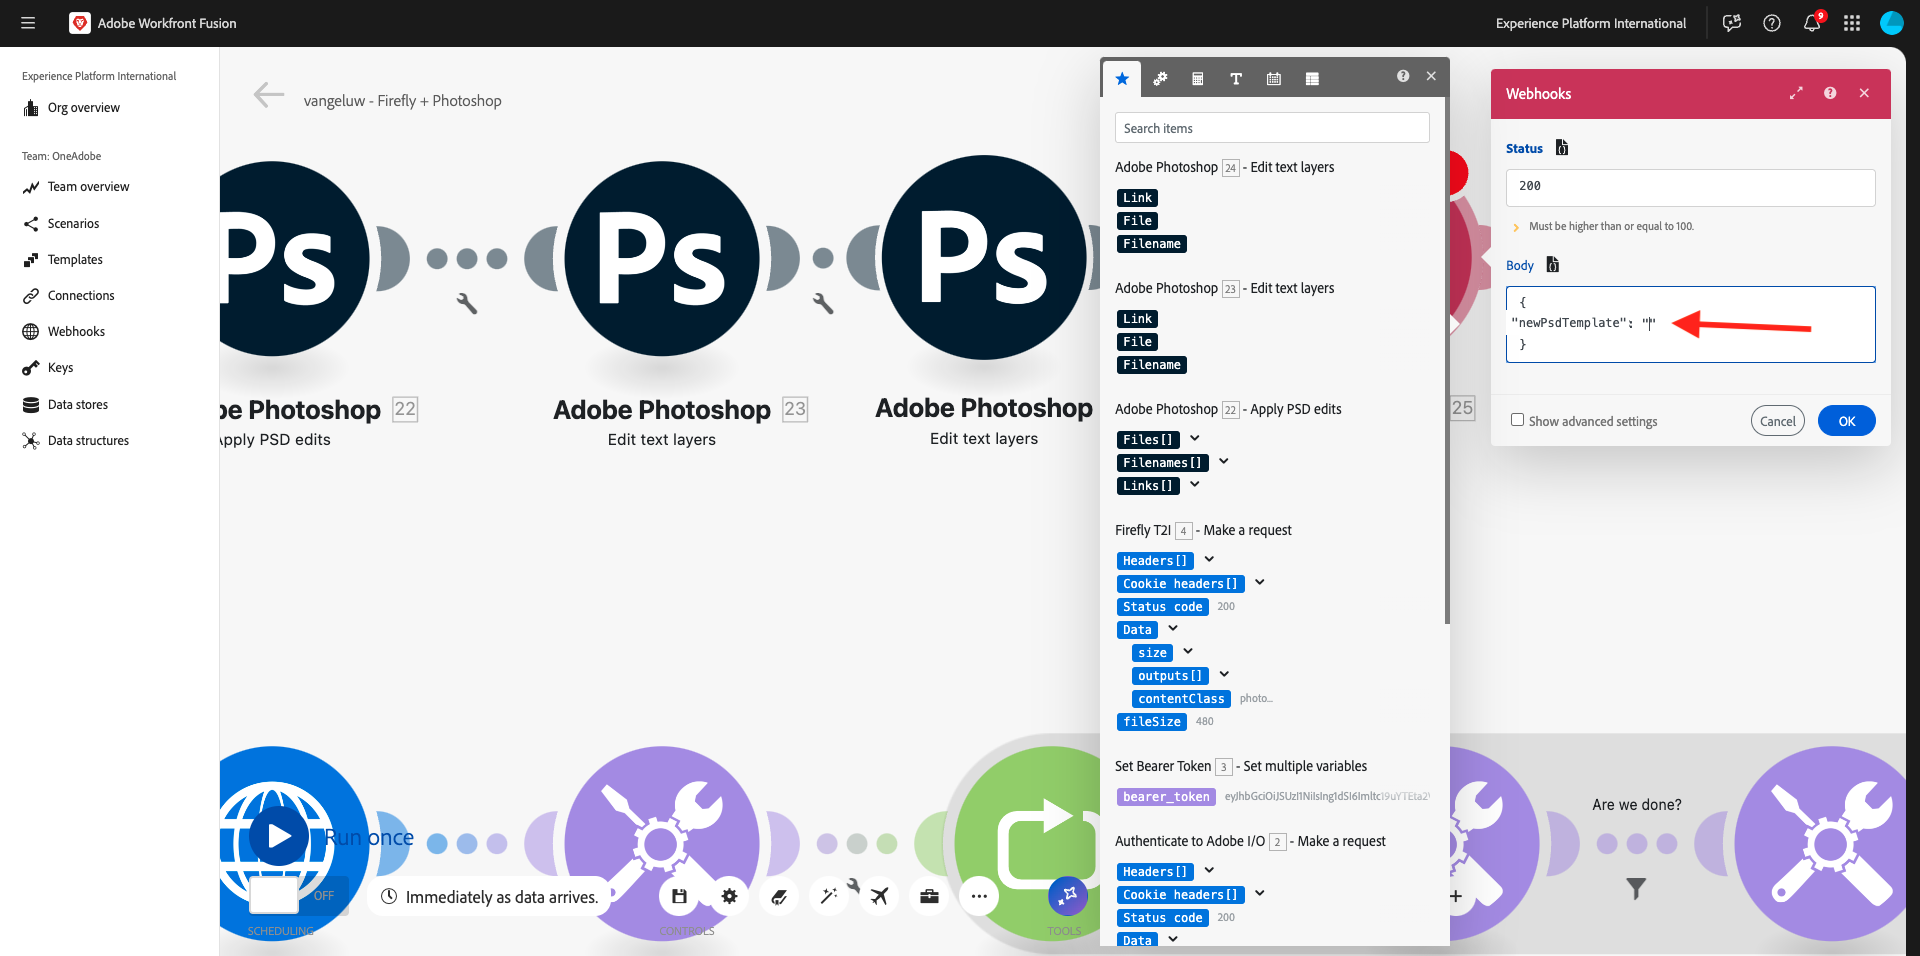 Adobe Workfront Fusion
Experience Platform International
9
Experience Platform International
Org overview
Team: OneAdobe
Team overview
Scenarios
Templates
Connections
Webhooks
Keys
Data stores
Data structures
vangeluw - Firefly + Photoshop
Ps
Ps
Ps
be Photoshop 22
Apply PSD edits
Adobe Photoshop 23
Edit text layers
Adobe Photoshop
Edit text layers
25
T
Search items
Adobe Photoshop 24 - Edit text layers
Link
File
Filename
Adobe Photoshop 23 - Edit text layers
Link
File
Filename
Adobe Photoshop 22 - Apply PSD edits
Files[]
Filenames[]
Links[]
Firefly T2I 4 - Make a request
Headers[]
Cookie headers[]
Status code 200
Data
size
outputs[]
contentClass photo...
fileSize 480
Set Bearer Token 3 - Set multiple variables
bearer_token
Authenticate to Adobe I/O 2 - Make a request
Headers[]
Cookie headers[]
Status code 200
Data
Webhooks
Status
200
Must be higher than or equal to 100.
Body
{
"newPsdTemplate": ""
}
Show advanced settings
Cancel
OK
Are we done?
Run once
OFF
Immediately as data arrives.
SCHEDULING
CONTROLS
TOOLS